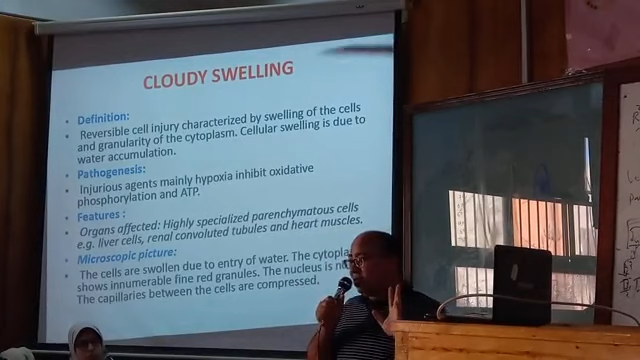 CLOUDY SWELLING
• Definition:
• Reversible cell injury characterized by swelling of the cells
and granularity of the cytoplasm. Cellular swelling is due to
water accumulation.
• Pathogenesis:
• Injurious agents mainly hypoxia inhibit oxidative
phosphorylation and ATP.
• Features :
• Organs affected: Highly specialized parenchymatous cells
e.g. liver cells, renal convoluted tubules and heart muscles.
• Microscopic picture:
• The cells are swollen due to entry of water. The
shows innumerable fine red granules. The nucleus is
The capillaries between the cells are compressed.